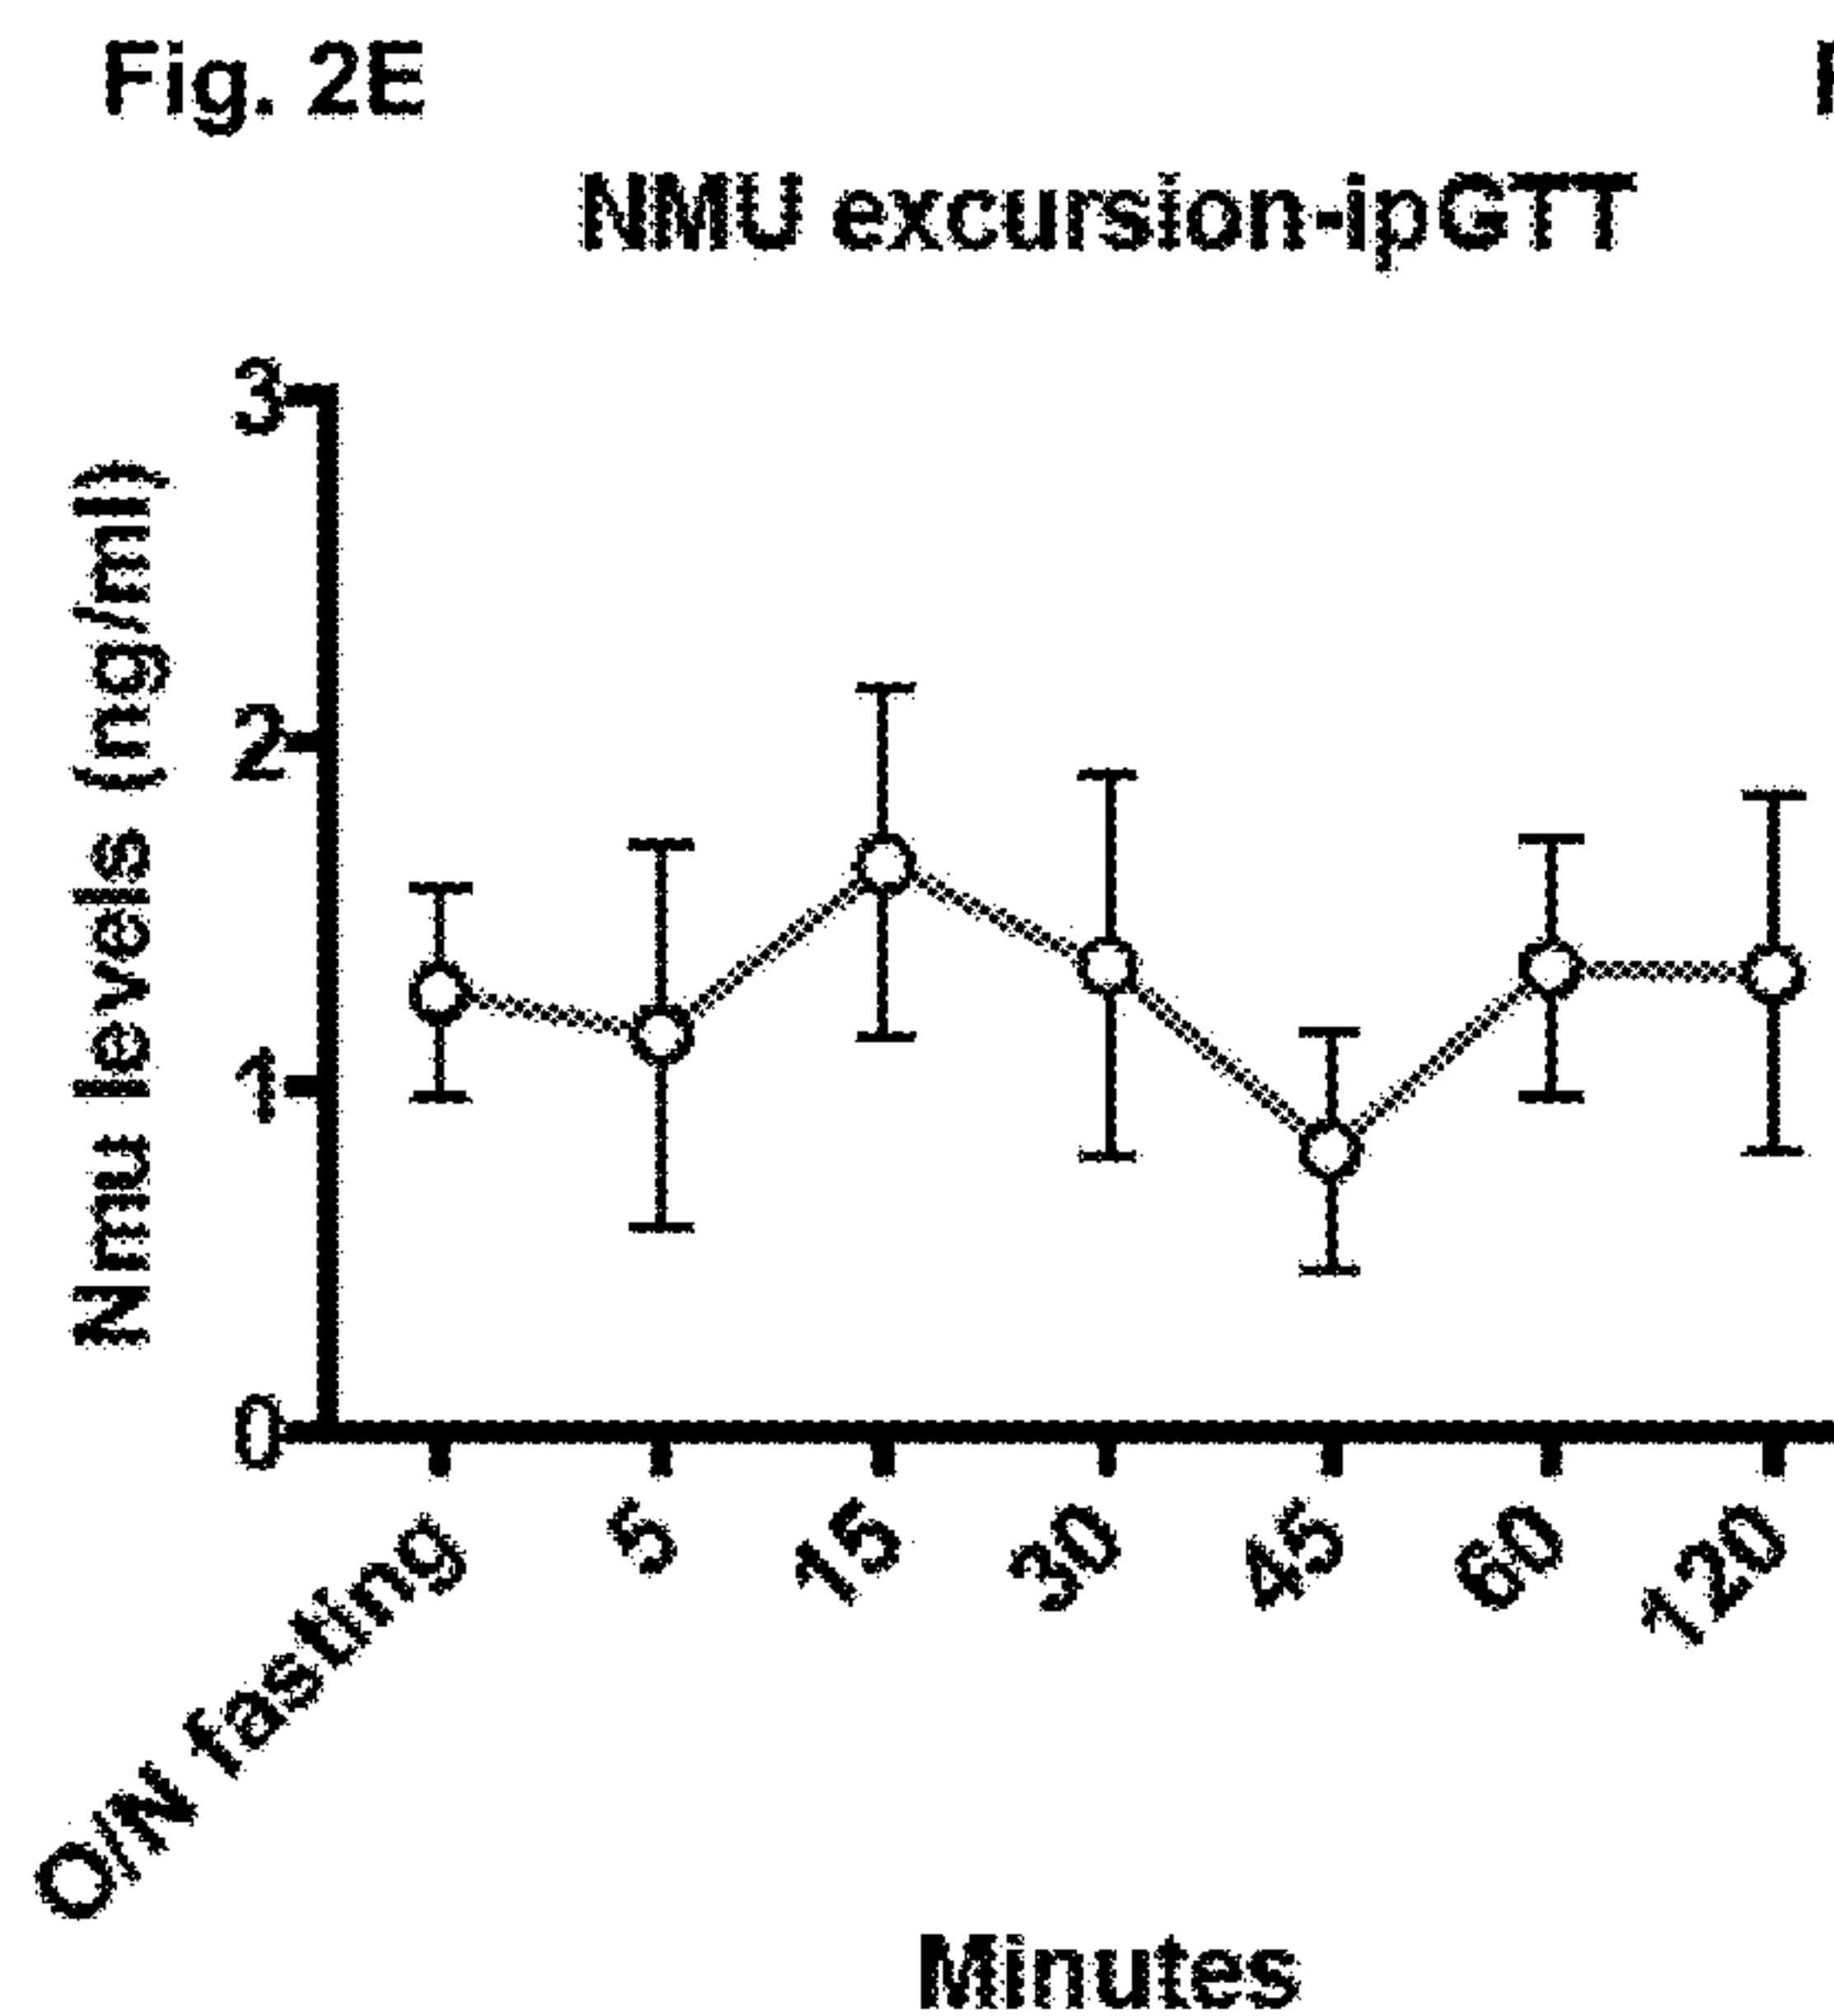 Fig. 2E
NMU excursion-ipGTT
Nmu levels (ng/ml)
3
2
1
0
O/N fasting
5
15
30
45
60
120
Minutes